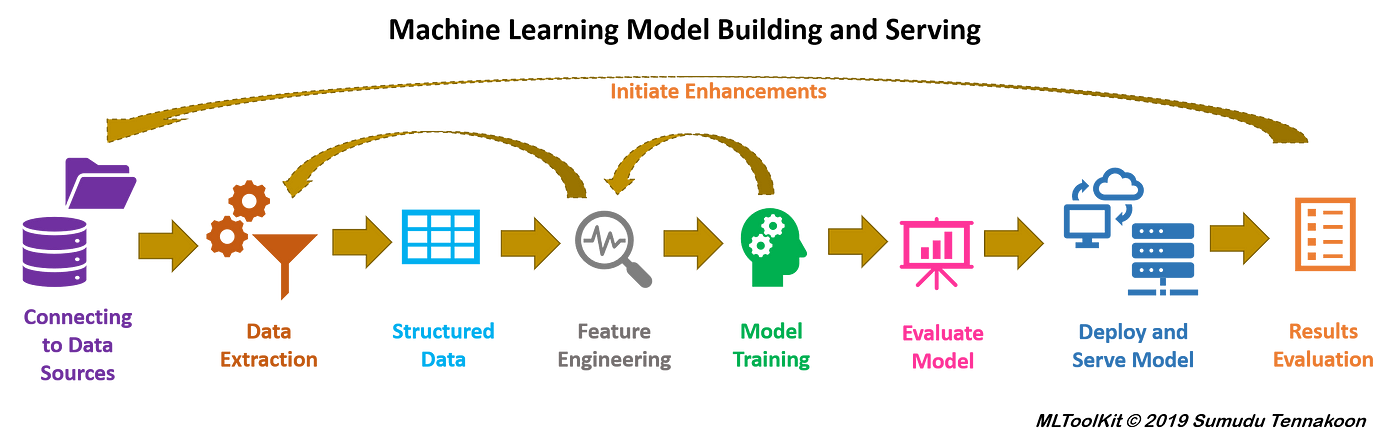 Machine Learning Model Building and Serving
Initiate Enhancements
Connecting
to Data
Sources
Data
Extraction
Structured
Data
Feature
Engineering
Model
Training
Evaluate
Model
Deploy and
Serve Model
Results
Evaluation
MLToolKit © 2019 Sumudu Tennakoon